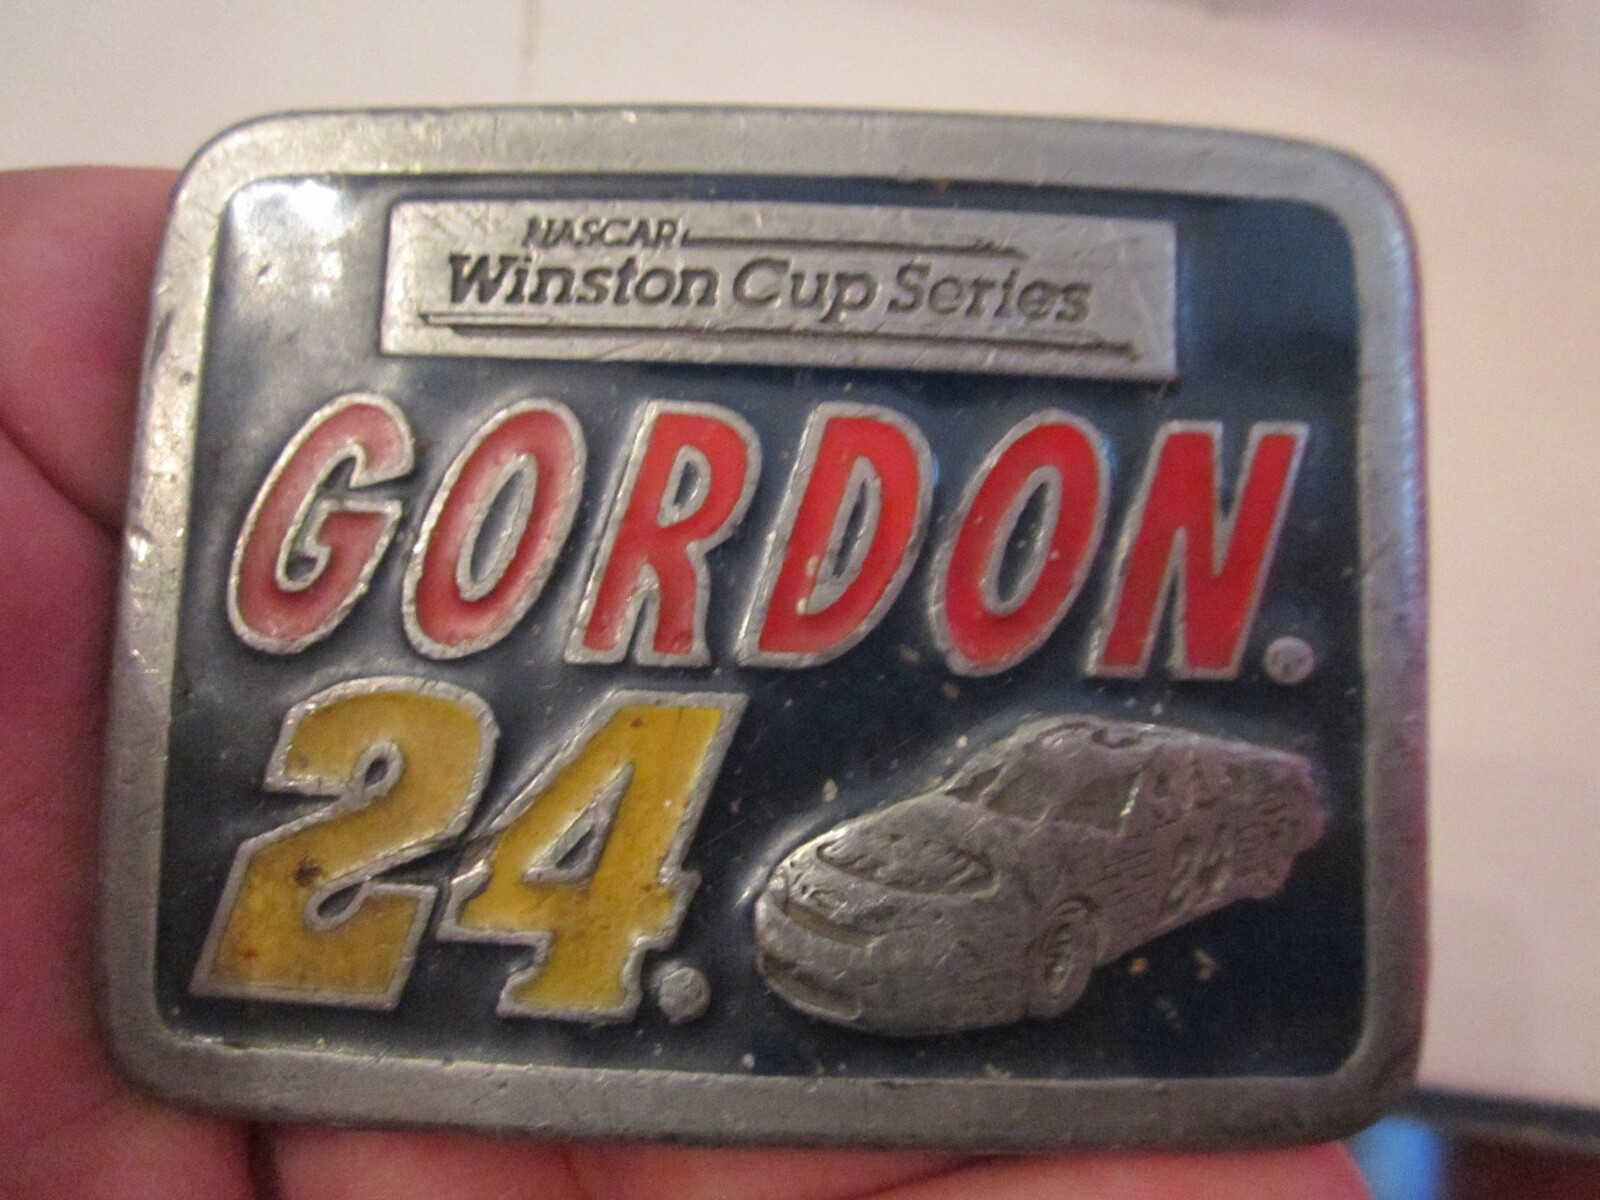 NASCAR
Winston Cup Series
GORDON®
24®
24